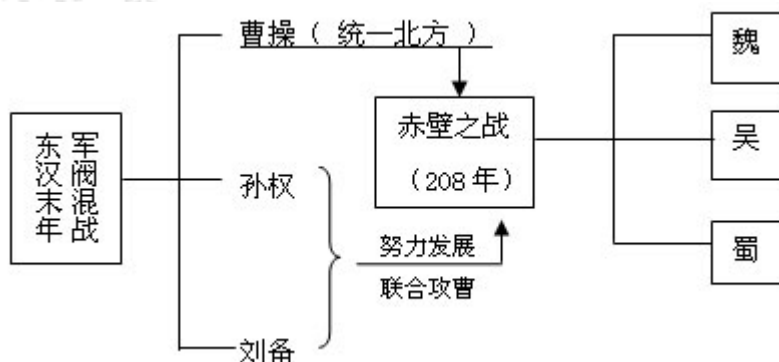 曹操（统一北方）
魏
赤壁之战
（208年）
吴
东汉末年
军阀混战
孙权
努力发展
联合攻曹
蜀
刘备